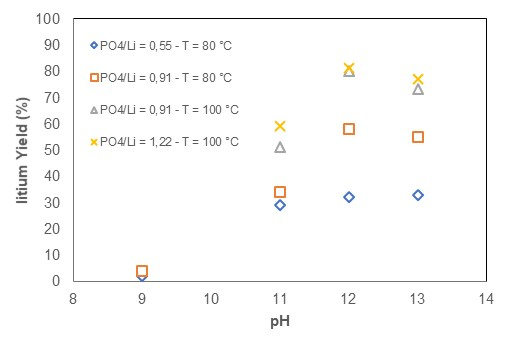 100
90
80
70
60
50
40
30
20
10
0
litium Yield (%)
PO4/Li = 0,55 - T = 80 °C
PO4/Li = 0,91 - T = 80 °C
PO4/Li = 0,91 - T = 100 °C
PO4/Li = 1,22 - T = 100 °C
8 9 10 11 12 13 14
pH